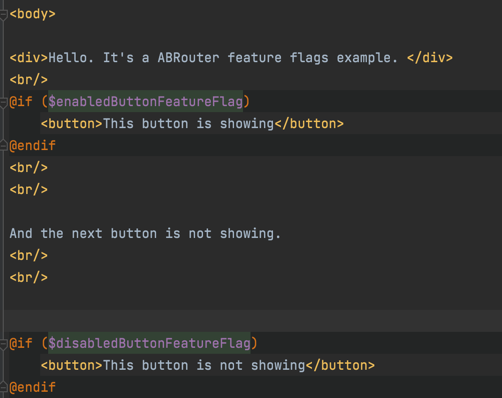 <body>
<div>Hello. It's a ABRouter feature flags example. </div>
<br/>
@if ($enabledButtonFeatureFlag)
<button>This button is showing</button>
@endif
<br/>
<br/>
And the next button is not showing.
<br/>
<br/>
@if ($disabledButtonFeatureFlag)
<button>This button is not showing</button>
@endif